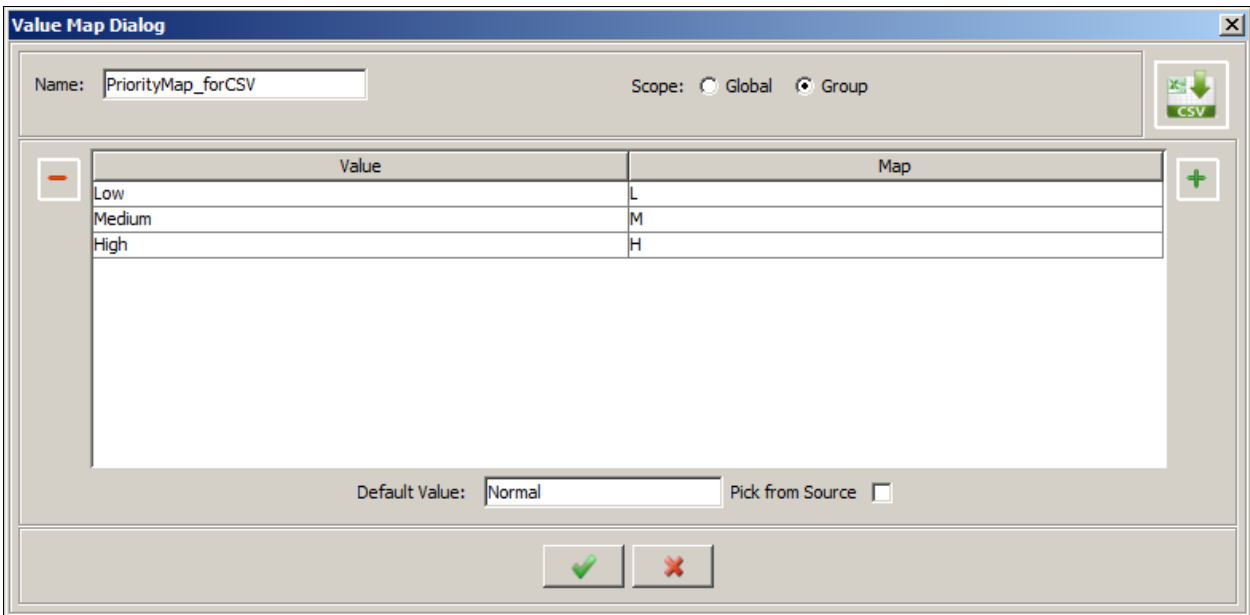 Value Map Dialog
Name: PriorityMap_forCSV Scope: Global Group
CSV
Value Map
Low L
Medium M
High H
Default Value: Normal Pick from Source